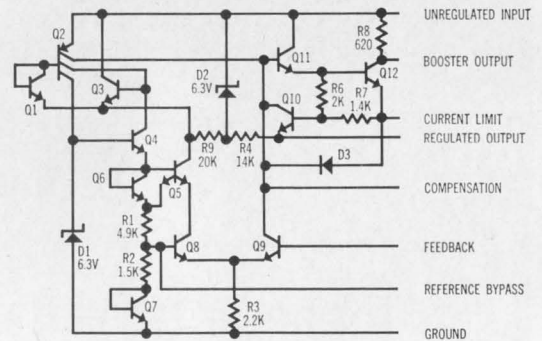 UNREGULATED INPUT
R8
620
Q2
Q11
BOOSTER OUTPUT
Q12
D2
6.3V
Q3
R6
2K
R7
1.4K
Q10
Q1
CURRENT LIMIT
REGULATED OUTPUT
Q4
R9
20K
R4
14K
D3
Q6
Q5
COMPENSATION
R1
4.9K
Q8
Q9
FEEDBACK
D1
6.3V
R2
1.5K
REFERENCE BYPASS
Q7
R3
2.2K
GROUND